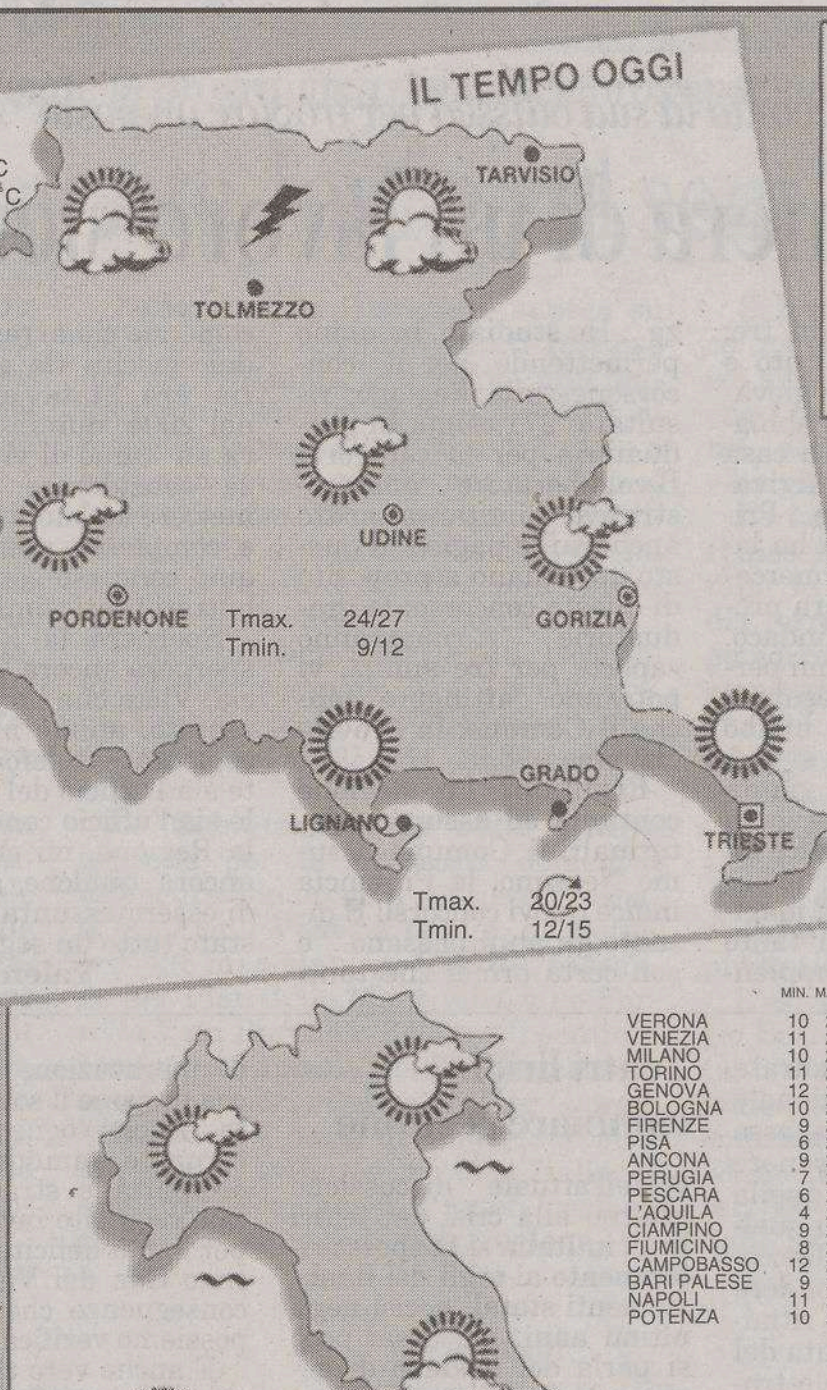 IL TEMPO OGGI
C
°C
TARVISIO
TOLMEZZO
UDINE
PORDENONE
Tmax. 24/27
Tmin. 9/12
GORIZIA
GRADO
LIGNANO
TRIESTE
Tmax. 20/23
Tmin. 12/15
MIN. M
VERONA 10
VENEZIA 11
MILANO 10
TORINO 11
GENOVA 12
BOLOGNA 10
FIRENZE 9
PISA 6
ANCONA 9
PERUGIA 7
PESCARA 6
L'AQUILA 4
CIAMPINO 9
FIUMICINO 8
CAMPOBASSO 12
BARI PALESE 9
NAPOLI 11
POTENZA 10